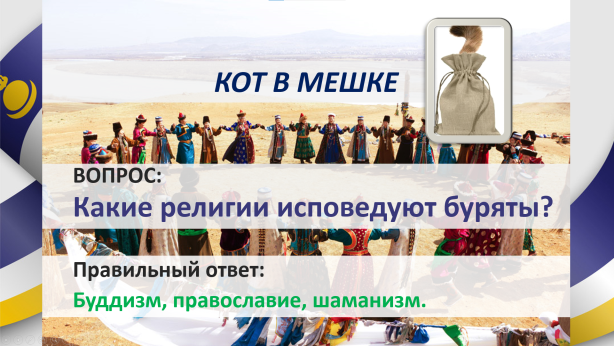 КОТ В МЕШКЕ
ВОПРОС:
Какие религии исповедуют буряты?
Правильный ответ:
Буддизм, православие, шаманизм.